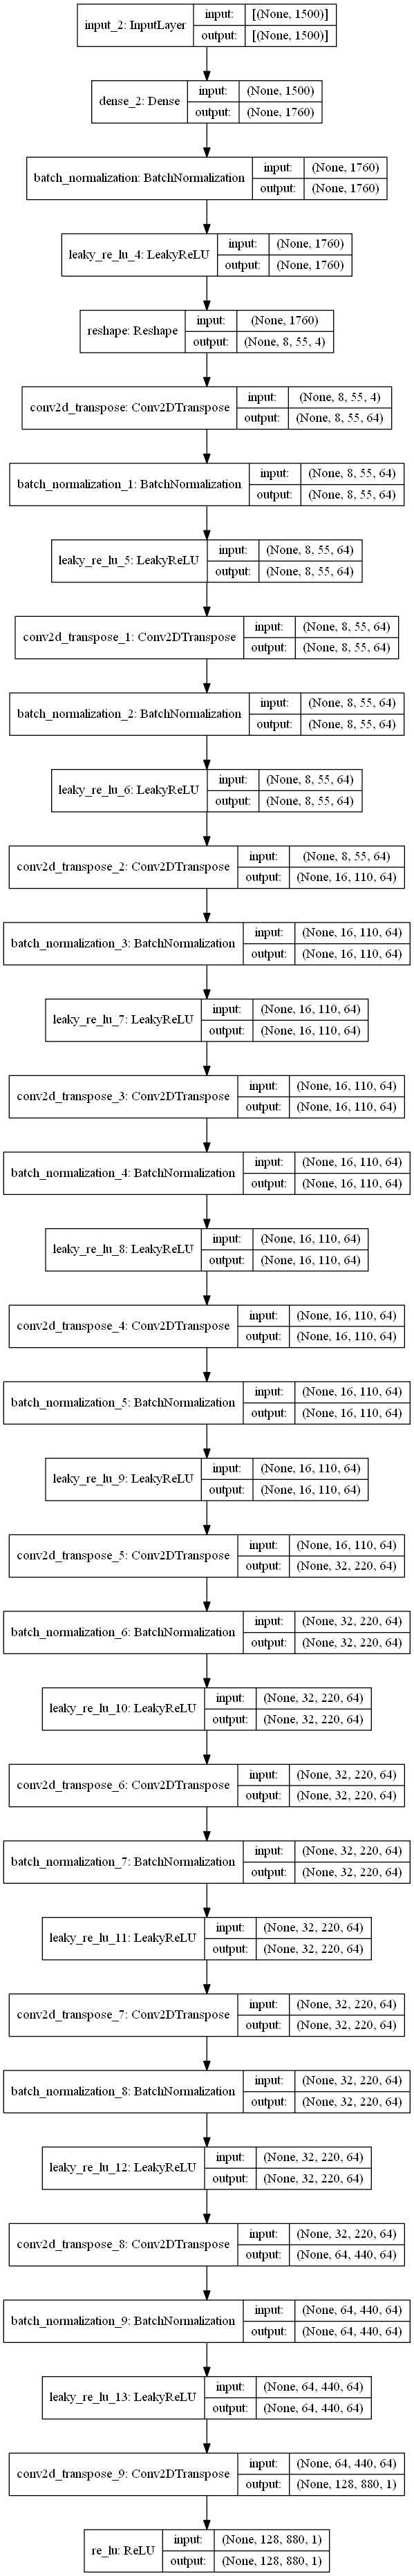 input_2: InputLayer input: [(None, 1500)]
output: [(None, 1500)]
dense_2: Dense input: (None, 1500)
output: (None, 1760)
batch_normalization: BatchNormalization input: (None, 1760)
output: (None, 1760)
leaky_re_lu_4: LeakyReLU input: (None, 1760)
output: (None, 1760)
reshape: Reshape input: (None, 1760)
output: (None, 8, 55, 4)
conv2d_transpose: Conv2DTranspose input: (None, 8, 55, 4)
output: (None, 8, 55, 64)
batch_normalization_1: BatchNormalization input: (None, 8, 55, 64)
output: (None, 8, 55, 64)
leaky_re_lu_5: LeakyReLU input: (None, 8, 55, 64)
output: (None, 8, 55, 64)
conv2d_transpose_1: Conv2DTranspose input: (None, 8, 55, 64)
output: (None, 8, 55, 64)
batch_normalization_2: BatchNormalization input: (None, 8, 55, 64)
output: (None, 8, 55, 64)
leaky_re_lu_6: LeakyReLU input: (None, 8, 55, 64)
output: (None, 8, 55, 64)
conv2d_transpose_2: Conv2DTranspose input: (None, 8, 55, 64)
output: (None, 16, 110, 64)
batch_normalization_3: BatchNormalization input: (None, 16, 110, 64)
output: (None, 16, 110, 64)
leaky_re_lu_7: LeakyReLU input: (None, 16, 110, 64)
output: (None, 16, 110, 64)
conv2d_transpose_3: Conv2DTranspose input: (None, 16, 110, 64)
output: (None, 16, 110, 64)
batch_normalization_4: BatchNormalization input: (None, 16, 110, 64)
output: (None, 16, 110, 64)
leaky_re_lu_8: LeakyReLU input: (None, 16, 110, 64)
output: (None, 16, 110, 64)
conv2d_transpose_4: Conv2DTranspose input: (None, 16, 110, 64)
output: (None, 16, 110, 64)
batch_normalization_5: BatchNormalization input: (None, 16, 110, 64)
output: (None, 16, 110, 64)
leaky_re_lu_9: LeakyReLU input: (None, 16, 110, 64)
output: (None, 16, 110, 64)
conv2d_transpose_5: Conv2DTranspose input: (None, 16, 110, 64)
output: (None, 32, 220, 64)
batch_normalization_6: BatchNormalization input: (None, 32, 220, 64)
output: (None, 32, 220, 64)
leaky_re_lu_10: LeakyReLU input: (None, 32, 220, 64)
output: (None, 32, 220, 64)
conv2d_transpose_6: Conv2DTranspose input: (None, 32, 220, 64)
output: (None, 32, 220, 64)
batch_normalization_7: BatchNormalization input: (None, 32, 220, 64)
output: (None, 32, 220, 64)
leaky_re_lu_11: LeakyReLU input: (None, 32, 220, 64)
output: (None, 32, 220, 64)
conv2d_transpose_7: Conv2DTranspose input: (None, 32, 220, 64)
output: (None, 32, 220, 64)
batch_normalization_8: BatchNormalization input: (None, 32, 220, 64)
output: (None, 32, 220, 64)
leaky_re_lu_12: LeakyReLU input: (None, 32, 220, 64)
output: (None, 32, 220, 64)
conv2d_transpose_8: Conv2DTranspose input: (None, 32, 220, 64)
output: (None, 64, 440, 64)
batch_normalization_9: BatchNormalization input: (None, 64, 440, 64)
output: (None, 64, 440, 64)
leaky_re_lu_13: LeakyReLU input: (None, 64, 440, 64)
output: (None, 64, 440, 64)
conv2d_transpose_9: Conv2DTranspose input: (None, 64, 440, 64)
output: (None, 128, 880, 1)
re_lu: ReLU input: (None, 128, 880, 1)
output: (None, 128, 880, 1)